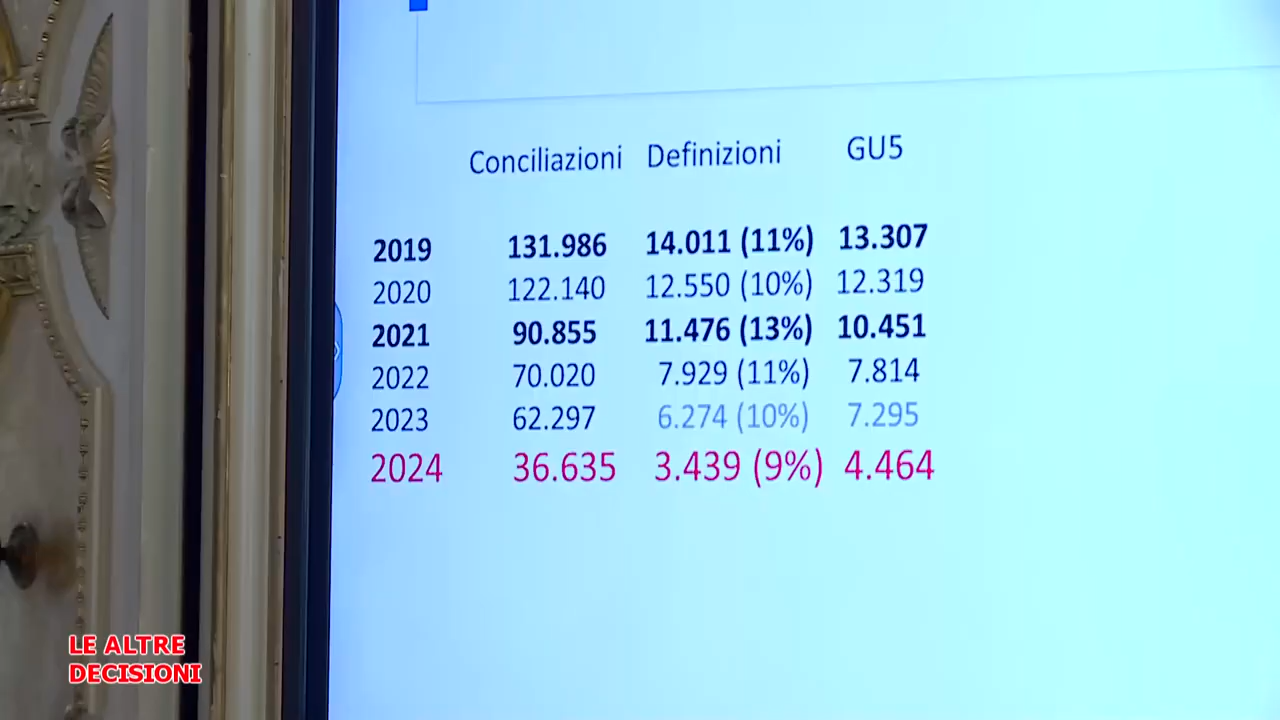 Conciliazioni Definizioni GU5
2019 131.986 14.011 (11%) 13.307
2020 122.140 12.550 (10%) 12.319
2021 90.855 11.476 (13%) 10.451
2022 70.020 7.929 (11%) 7.814
2023 62.297 6.274 (10%) 7.295
2024 36.635 3.439 (9%) 4.464
LE ALTRE
DECISIONI